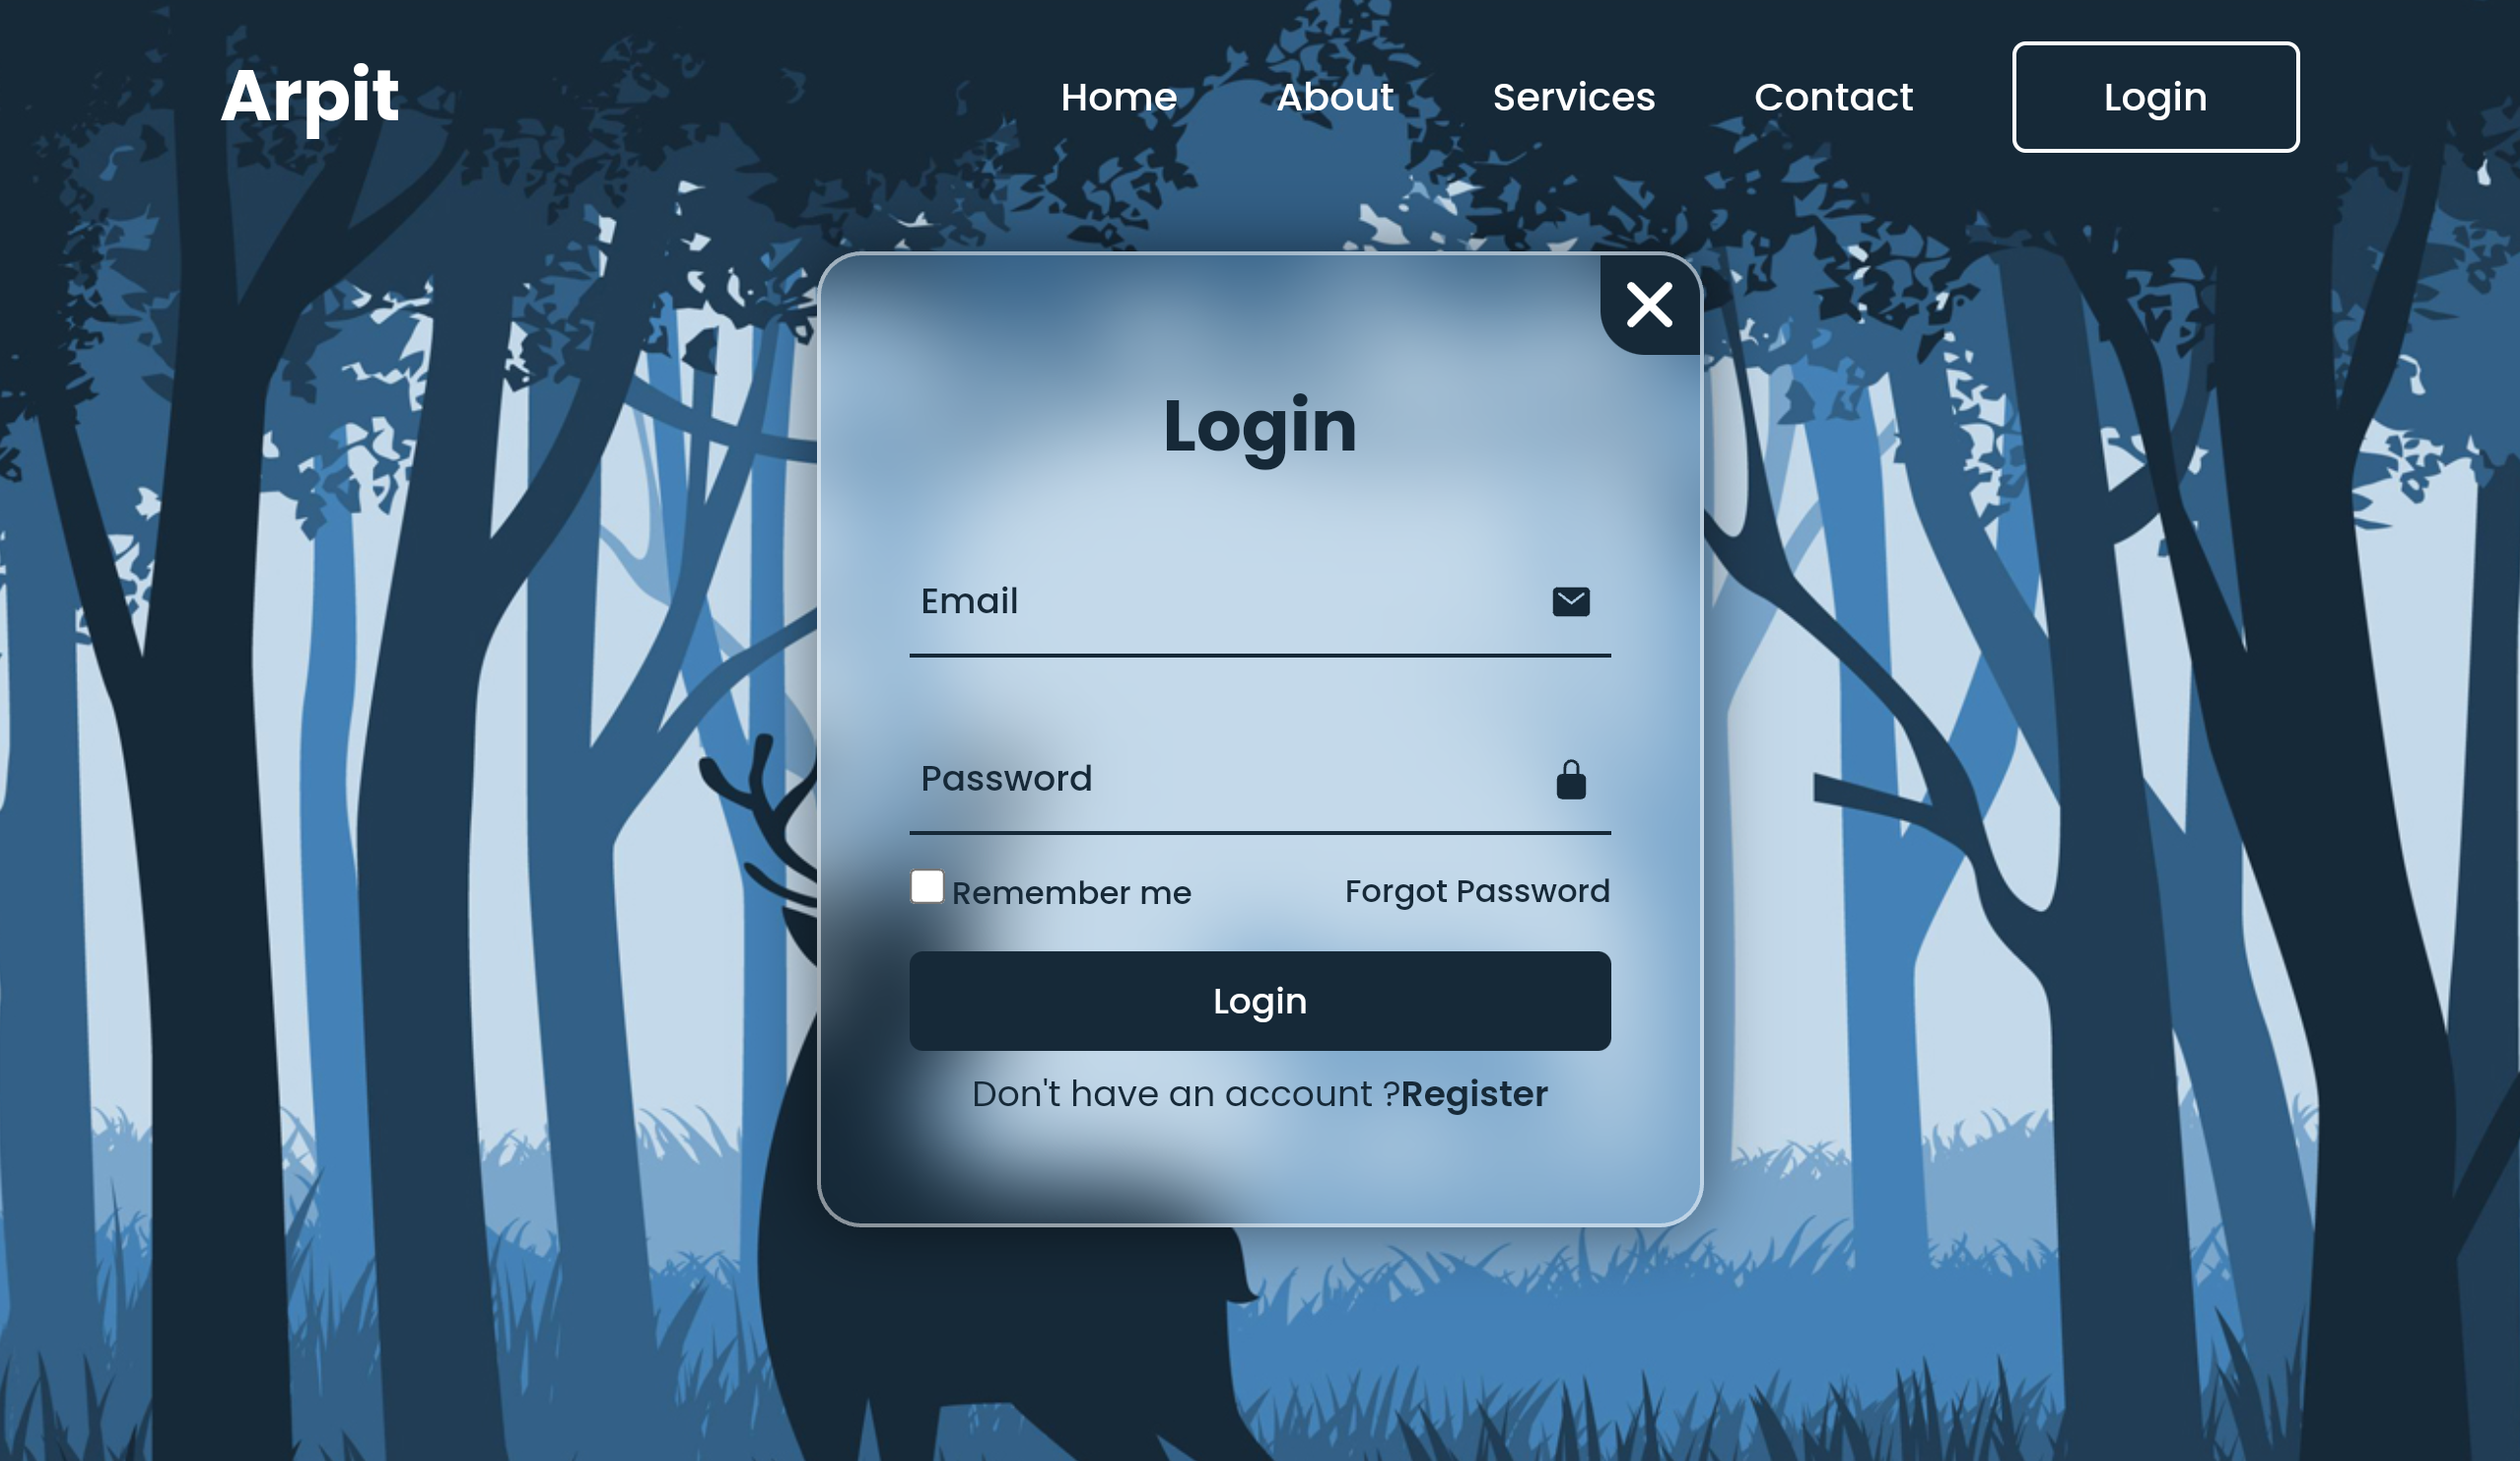 Arpit Home About Services Contact Login
Login
Email
Password
Remember me Forgot Password
Login
Don't have an account ?Register